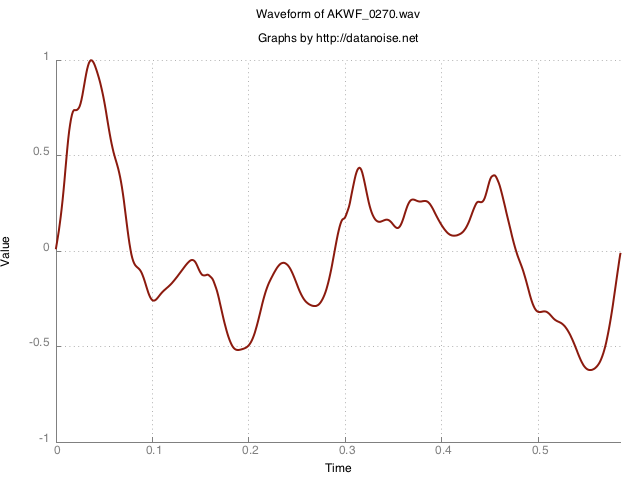 Waveform of AKWF_0270.wav
Graphs by http://datanoise.net
1
0.5
0
-0.5
-1
Value
0 0.1 0.2 0.3 0.4 0.5
Time